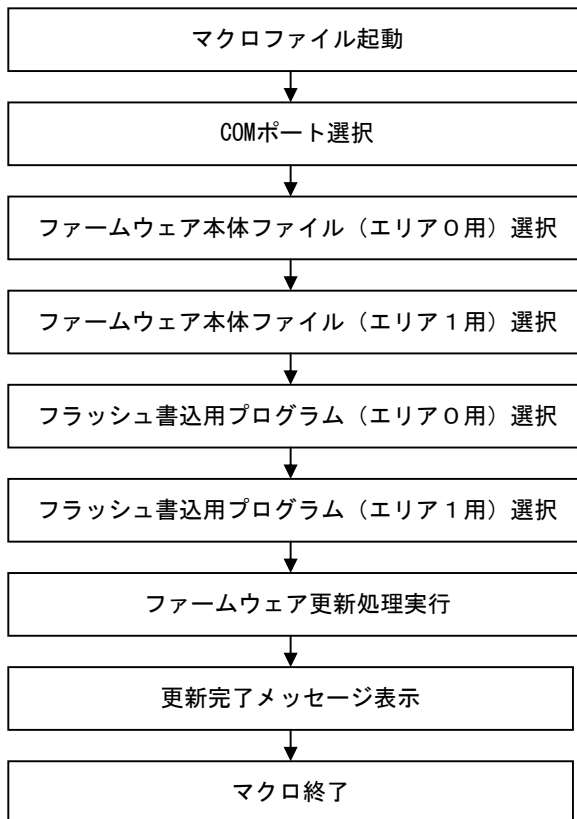 マクロファイル起動
COMポート選択
ファームウェア本体ファイル（エリア０用）選択
ファームウェア本体ファイル（エリア１用）選択
フラッシュ書込用プログラム（エリア０用）選択
フラッシュ書込用プログラム（エリア１用）選択
ファームウェア更新処理実行
更新完了メッセージ表示
マクロ終了